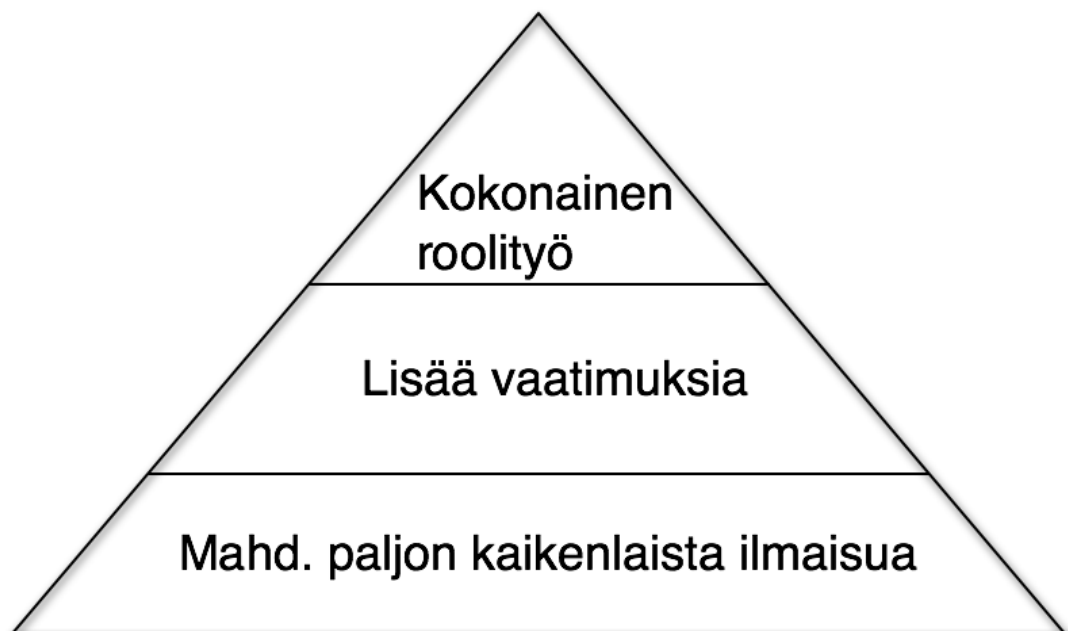 Kokonainen
roolityö
Lisää vaatimuksia
Mahd. paljon kaikenlaista ilmaisua